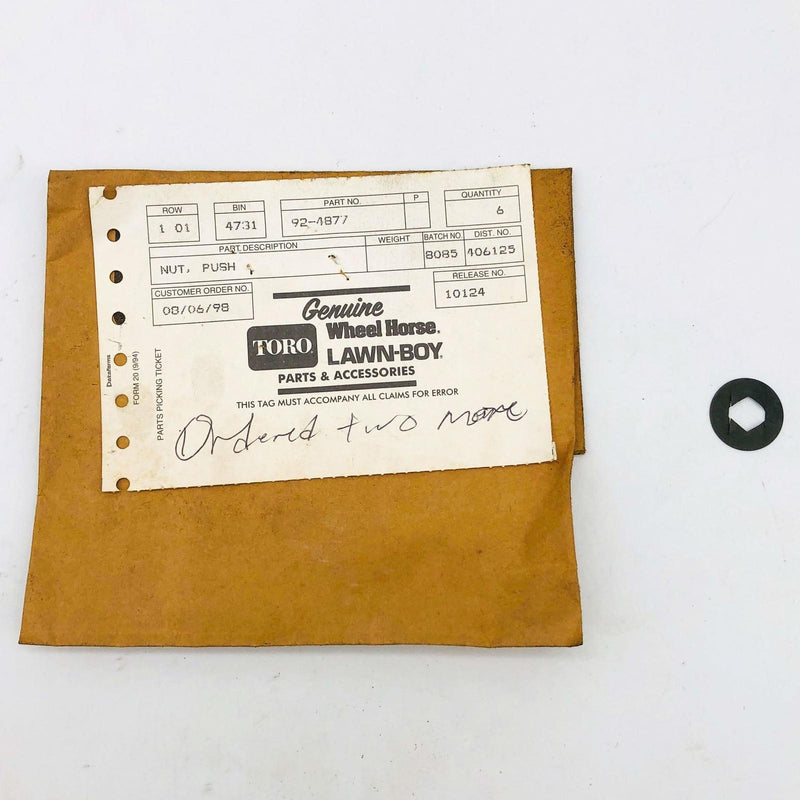 ROW BIN PART NO. P QUANTITY
1 01 4731 92-4877 6
PART DESCRIPTION WEIGHT BATCH NO. DIST. NO.
NUT, PUSH 8085 406125
CUSTOMER ORDER NO. RELEASE NO.
08/06/98 10124
Genuine
TORO Wheel Horse.
LAWN-BOY.
PARTS & ACCESSORIES
THIS TAG MUST ACCOMPANY ALL CLAIMS FOR ERROR
Ordered two more
Dataforms
FORM 20 (9/94)
PARTS PICKING TICKET